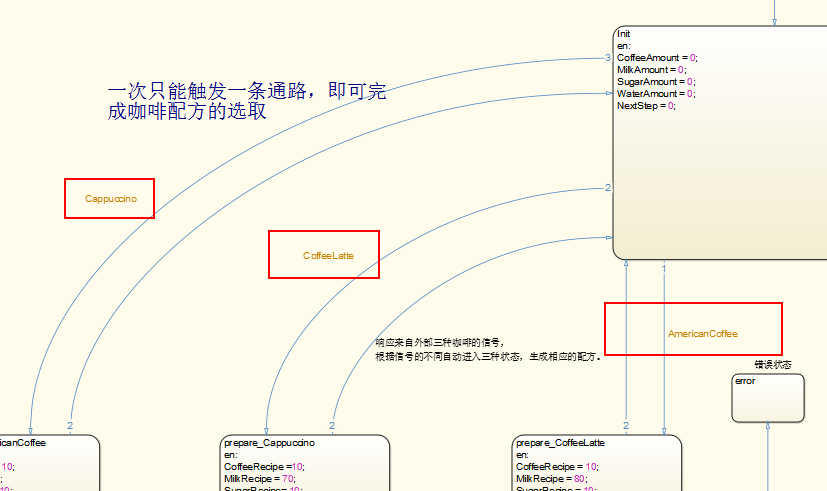 Init
en:
CoffeeAmount = 0;
MilkAmount = 0;
SugarAmount = 0;
WaterAmount = 0;
NextStep = 0;
3
一次只能触发一条通路，即可完
成咖啡配方的选取
Cappuccino
2
CoffeeLatte
1
AmericanCoffee
响应来自外部三种咖啡的信号，
根据信号的不同自动进入三种状态，生成相应的配方。
错误状态
error
2
2
2
icanCoffee
10;
;
10;
prepare_Cappuccino
en:
CoffeeRecipe =10;
MilkRecipe = 70;
SugarRecipe= 10;
prepare_CoffeeLatte
en:
CoffeeRecipe = 10;
MilkRecipe = 80;
SugarRecipe = 10;